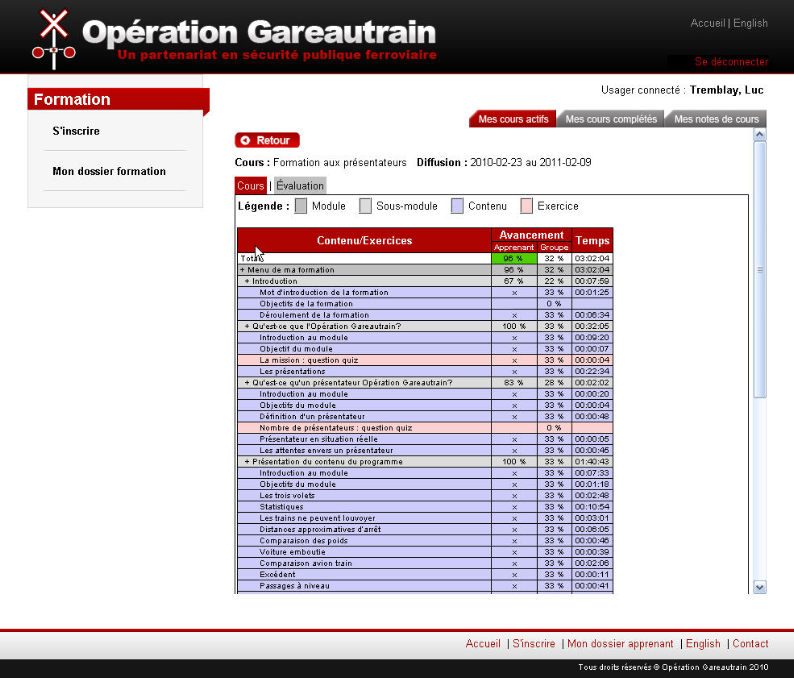 Opération Gareautrain
Un partenariat en sécurité publique ferroviaire
Accueil | English
Se déconnecter
Usager connecté : Tremblay, Luc
Formation
S'inscrire
Mon dossier formation
Mes cours actifs Mes cours complétés Mes notes de cours
Retour
Cours : Formation aux présentateurs Diffusion : 2010-02-23 au 2011-02-09
Cours | Évaluation
Légende : Module Sous-module Contenu Exercice
Contenu/Exercices Avancement Temps
Apprenant Groupe
Total 96 % 32 % 03:02:04
+ Menu de ma formation 96 % 32 % 03:02:04
+ Introduction 67 % 22 % 00:07:59
Mot d'introduction de la formation x 33 % 00:01:25
Objectifs de la formation 0 %
Déroulement de la formation x 33 % 00:06:34
+ Qu'est-ce que l'Opération Gareautrain? 100 % 33 % 00:32:05
Introduction au module x 33 % 00:09:20
Objectif du module x 33 % 00:00:07
La mission : question quiz x 33 % 00:00:04
Les présentations x 33 % 00:22:34
+ Qu'est-ce qu'un présentateur Opération Gareautrain? 83 % 28 % 00:02:02
Introduction au module x 33 % 00:00:20
Objectifs du module x 33 % 00:00:04
Définition d'un présentateur x 33 % 00:00:48
Nombre de présentateurs : question quiz 0 %
Présentateur en situation réelle x 33 % 00:00:05
Les attentes envers un présentateur x 33 % 00:00:45
+ Présentation du contenu du programme 100 % 33 % 01:40:43
Introduction au module x 33 % 00:07:33
Objectifs du module x 33 % 00:01:18
Les trois volets x 33 % 00:02:48
Statistiques x 33 % 00:10:54
Les trains ne peuvent louvoyer x 33 % 00:03:01
Distances approximatives d'arrêt x 33 % 00:06:05
Comparaison des poids x 33 % 00:00:46
Voiture emboutie x 33 % 00:00:39
Comparaison avion train x 33 % 00:02:06
Excédent x 33 % 00:00:11
Passages à niveau x 33 % 00:00:41
Accueil | S'inscrire | Mon dossier apprenant | English | Contact
Tous droits réservés © Opération Gareautrain 2010